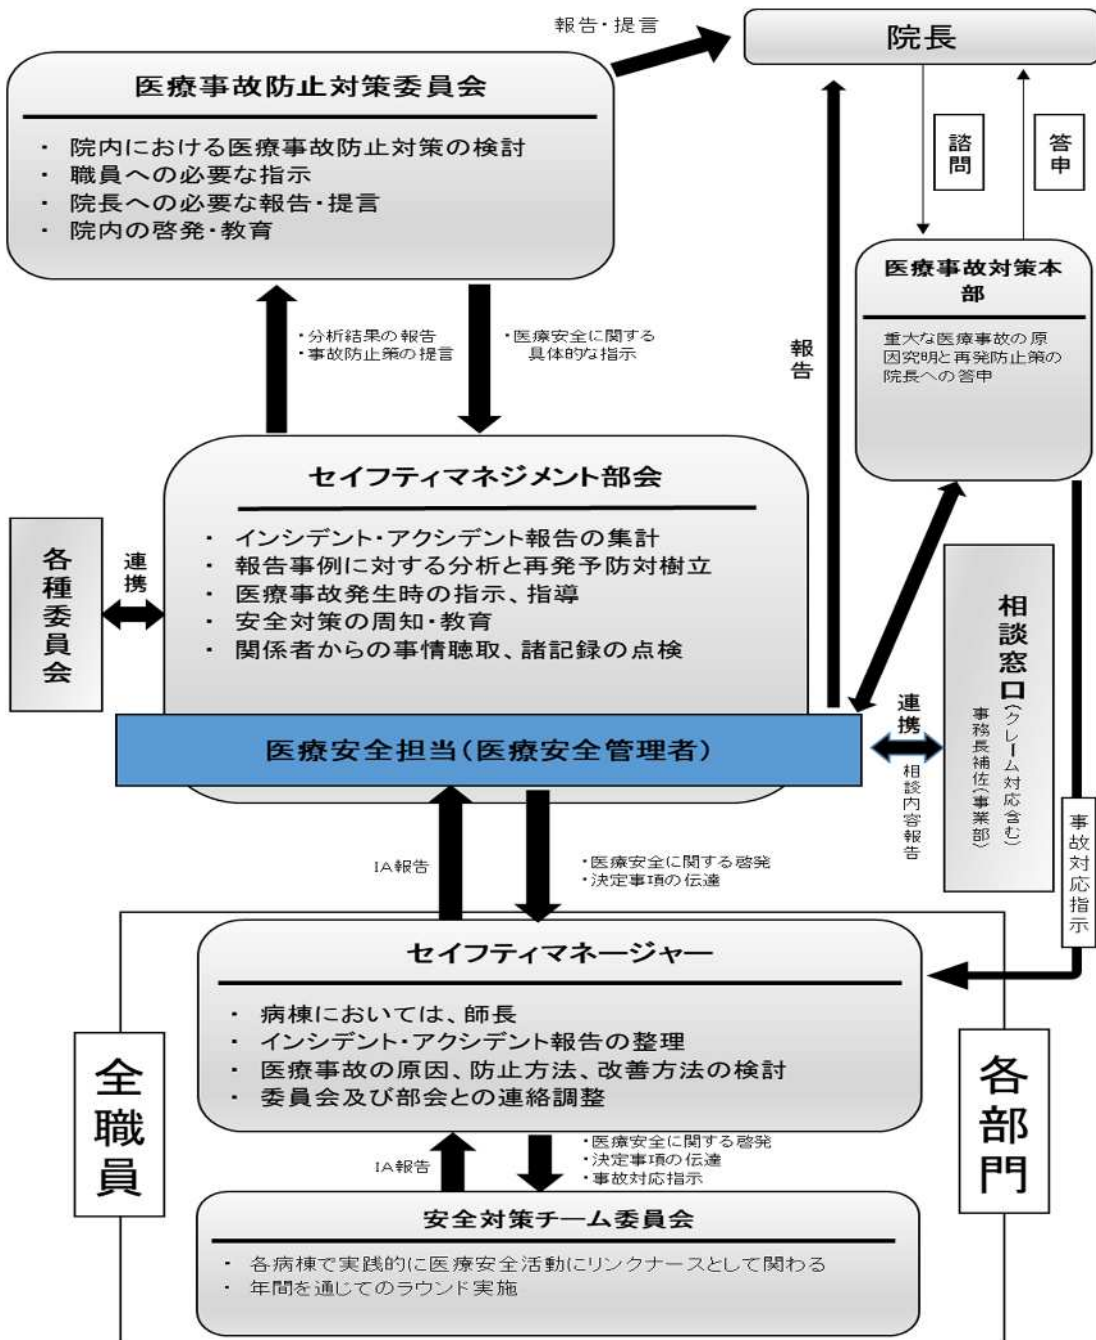 報告・提言
院長
医療事故防止対策委員会
・ 院内における医療事故防止対策の検討
・ 職員への必要な指示
・ 院長への必要な報告・提言
・ 院内の啓発・教育
諮問
答申
医療事故対策本
部
重大な医療事故の原
因究明と再発防止策の
院長への答申
・分析結果の報告
・事故防止策の提言
・医療安全に関する
具体的な指示
報告
セイフティマネジメント部会
・ インシデント・アクシデント報告の集計
・ 報告事例に対する分析と再発予防対樹立
・ 医療事故発生時の指示、指導
・ 安全対策の周知・教育
・ 関係者からの事情聴取、諸記録の点検
各種委員会
連携
医療安全担当(医療安全管理者)
連携
相談内容報告
相談窓口(クレーム対応含む)
事務長補佐(事業部)
事故対応指示
IA報告
・医療安全に関する啓発
・決定事項の伝達
全職員
各部門
セイフティマネージャー
・ 病棟においては、師長
・ インシデント・アクシデント報告の整理
・ 医療事故の原因、防止方法、改善方法の検討
・ 委員会及び部会との連絡調整
IA報告
・医療安全に関する啓発
・決定事項の伝達
・事故対応指示
安全対策チーム委員会
・ 各病棟で実践的に医療安全活動にリンクナースとして関わる
・ 年間を通じてのラウンド実施